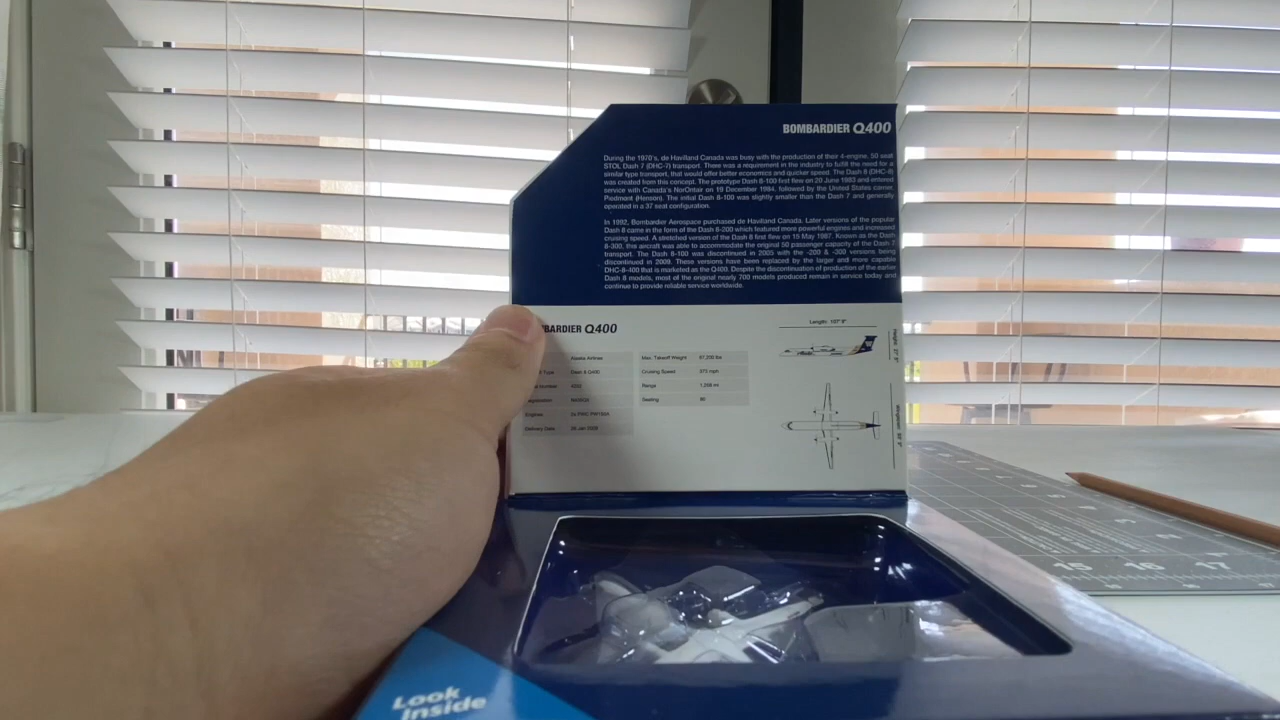 BOMBARDIER Q400
During the 1970's, de Havilland Canada was busy with the production of their 4-engine, 50 seat
STOL Dash 7 (DHC-7) transport. There was a requirement in the industry to fulfill the need for a
similar type transport, that would offer better economics and quicker speed. The Dash 8 (DHC-8)
was created from this concept. The prototype Dash 8-100 first flew on 20 June 1983 and entered
service with Canada's NorOntair on 19 December 1984, followed by the United States carrier,
Piedmont (Henson). The initial Dash 8-100 was slightly smaller than the Dash 7 and generally
operated in a 37 seat configuration.
In 1992, Bombardier Aerospace purchased de Havilland Canada. Later versions of the popular
Dash 8 came in the form of the Dash 8-200 which featured more powerful engines and increased
cruising speed. A stretched version of the Dash 8 first flew on 15 May 1987. Known as the Dash
8-300, this aircraft was able to accommodate the original 50 passenger capacity of the Dash 7
transport. The Dash 8-100 was discontinued in 2005 with the -200 & -300 versions being
discontinued in 2009. These versions have been replaced by the larger and more capable
DHC-8-400 that is marketed as the Q400. Despite the discontinuation of production of the earlier
Dash 8 models, most of the original nearly 700 models produced remain in service today and
continue to provide reliable service worldwide.
BARDIER Q400
Length:
Alaska Airlines
Type Dash 8 Q400
Number
Registration
Engines
Delivery Date
Max. Takeoff Weight 67,200 lbs
Cruising Speed
Range
Seating
Look
Inside
15 16 17